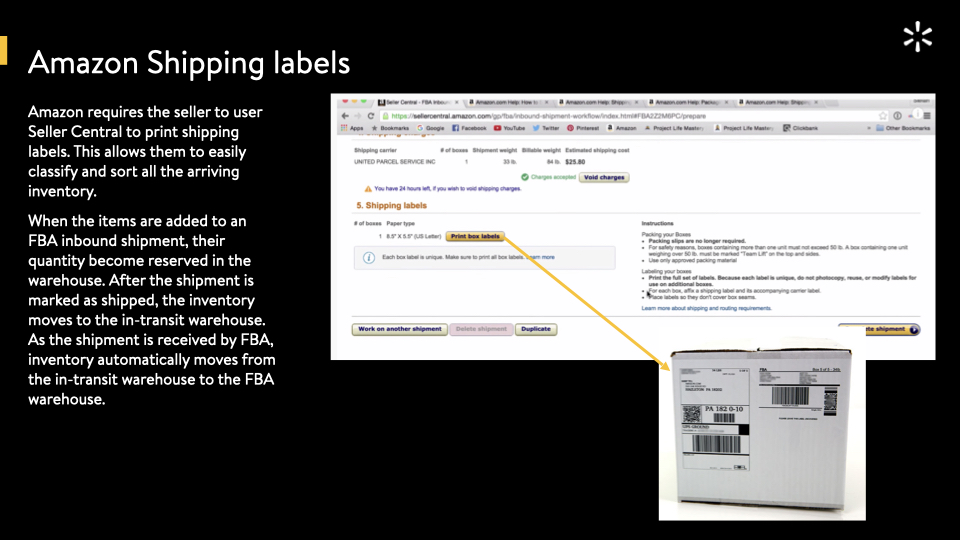 Amazon Shipping labels
Amazon requires the seller to user
Seller Central to print shipping
labels. This allows them to easily
classify and sort all the arriving
inventory.
When the items are added to an
FBA inbound shipment, their
quantity become reserved in the
warehouse. After the shipment is
marked as shipped, the inventory
moves to the in-transit warehouse.
As the shipment is received by FBA,
inventory automatically moves from
the in-transit warehouse to the FBA
warehouse.
Seller Central - FBA Inboun
Amazon.com Help: How to
Amazon.com Help: Shippin
Amazon.com Help: Packag
Amazon.com Help: Shippin
https://sellercentral.amazon.com/gp/fba/inbound-shipment-workflow/index.html#FBA2Z2M6PC/prepare
Apps Bookmarks Google Facebook YouTube Twitter Pinterest Amazon Project Life Master Project Life Master Clickbank » Other Bookmarks
Shipping carrier # of boxes Shipment weight Billable weight Estimated shipping cost
UNITED PARCEL SERVICE INC 1 33 lb. 84 lb. $25.80
Charges accepted Void charges
You have 24 hours left, if you wish to void shipping charges.
5. Shipping labels
# of boxes Paper type
1 8.5" X 5.5" (US Letter) Print box labels
Each box label is unique. Make sure to print all box labels. Learn more
Instructions
Packing your Boxes
• Packing slips are no longer required.
• For safety reasons, boxes containing more than one unit must not exceed 50 lb. A box containing one unit
weighing over 50 lb. must be marked "Team Lift" on the top and sides.
• Use only approved packing material
Labeling your boxes
• Print the full set of labels. Because each label is unique, do not photocopy, reuse, or modify labels for
use on additional boxes.
• For each box, affix a shipping label and its accompanying carrier label.
• Place labels so they don't cover box seams.
Learn more about shipping and routing requirements.
Work on another shipment Delete shipment Duplicate
ete shipment
FBA
PA 182 0-10
UPS GROUND